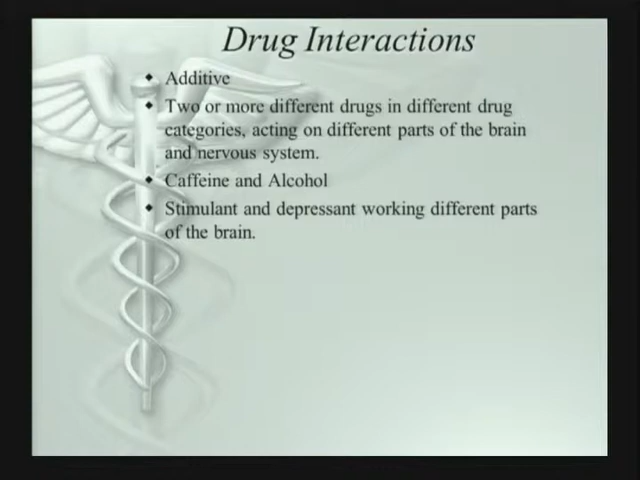 Drug Interactions
Additive
Two or more different drugs in different drug
categories, acting on different parts of the brain
and nervous system.
Caffeine and Alcohol
Stimulant and depressant working different parts
of the brain.